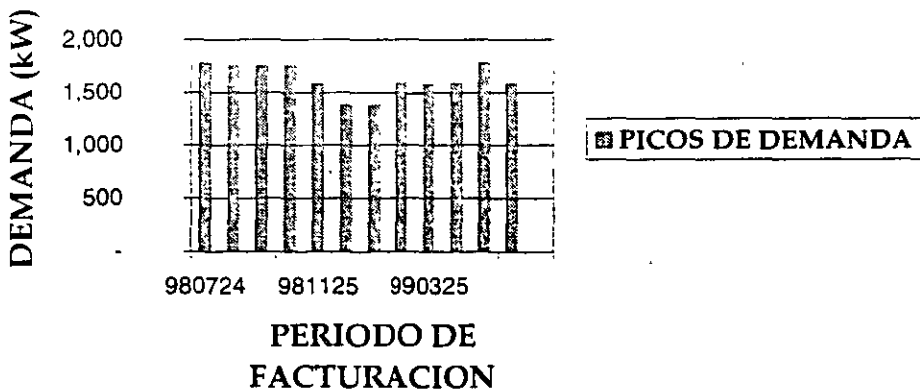 DEMANDA (kW)
2,000
1,500
1,000
500
-
980724 981125 990325
PERIODO DE
FACTURACION
PICOS DE DEMANDA